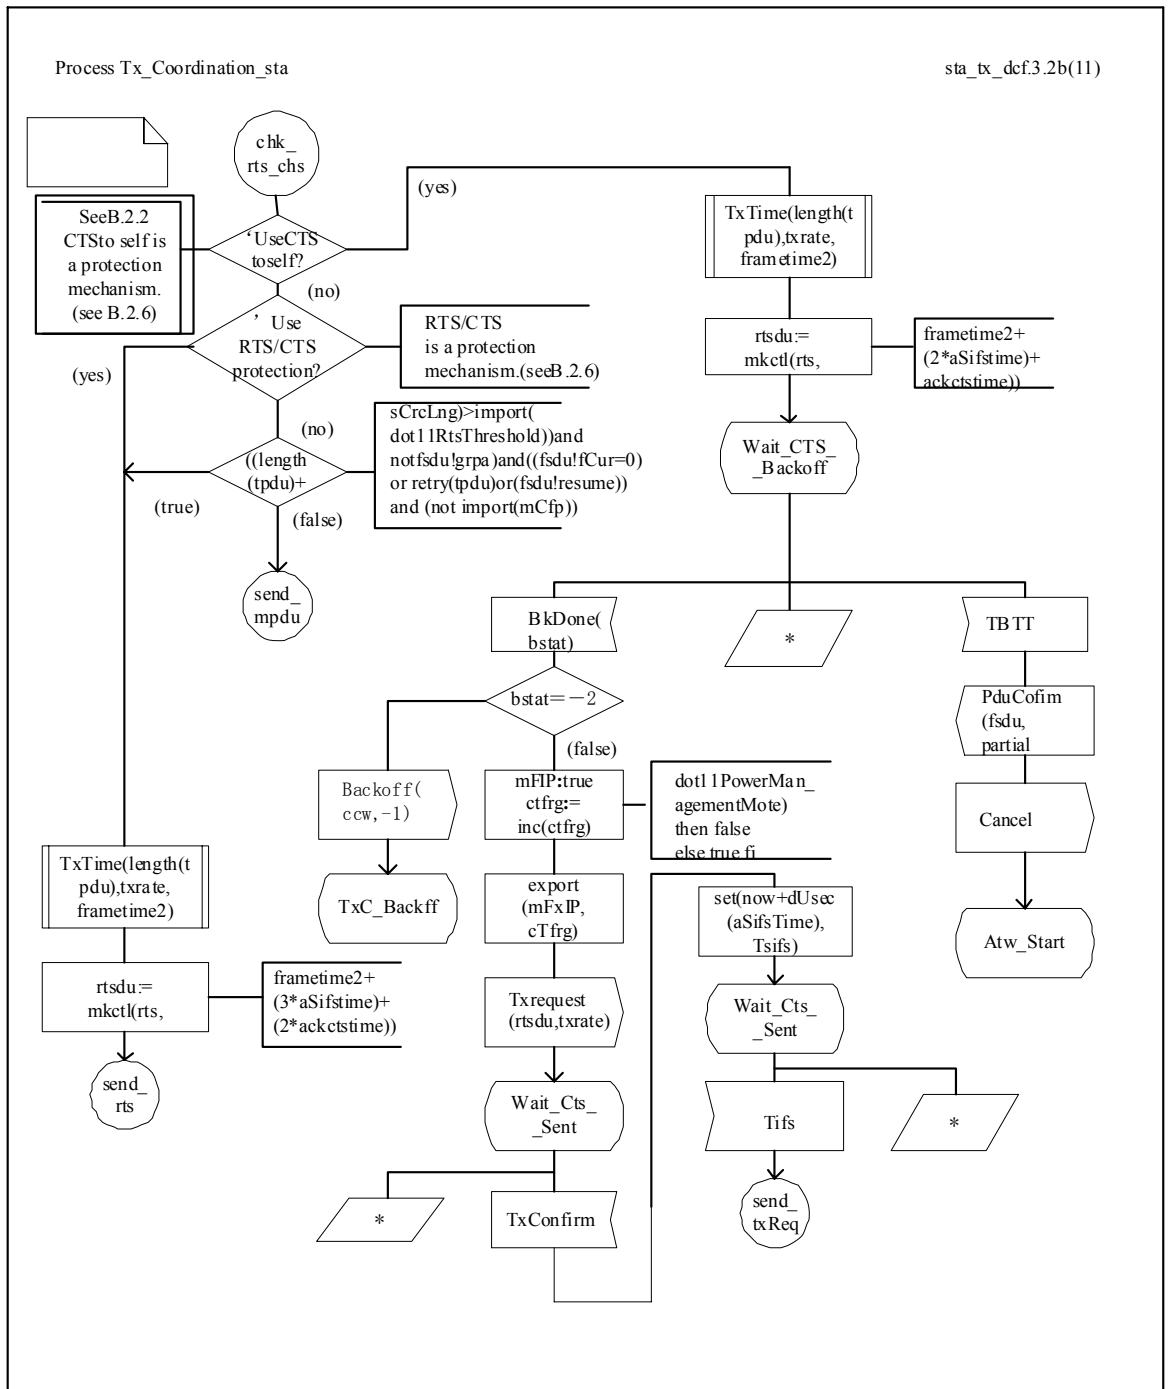 Process Tx_Coordination_sta
sta_tx_dcf.3.2b(11)
chk_
rts_chs
(yes)
SeeB.2.2
CTSto self is
a protection
mechanism.
(see B.2.6)
‘UseCTS
toself?
TxTime(length(t
pdu),txrate,
frametime2)
(no)
’ Use
RTS/CTS
protection?
RTS/CTS
is a protection
mechanism.(seeB.2.6)
rtsdu:=
mkctl(rts,
frametime2+
(2*aSifstime)+
ackctstime))
(yes)
(no)
((length
(tpdu)+
sCrcLng)>import(
dot11RtsThreshold))and
notfsdu!grpa)and((fsdu!fCur=0)
or retry(tpdu)or(fsdu!resume))
and (not import(mCfp))
Wait_CTS_
_Backoff
(true)
(false)
send_
mpdu
BkDone(
bstat)
*
TBTT
bstat=-2
PduCofim
(fsdu,
partial
(false)
Backoff(
ccw,-1)
mFIP:true
ctfrg:=
inc(ctfrg)
dot11PowerMan_
agementMote)
then false
else true fi
Cancel
TxTime(length(t
pdu),txrate,
frametime2)
TxC_Backff
export
(mFxIP,
cTfrg)
set(now+dUsec
(aSifsTime),
Tsifs)
Atw_Start
rtsdu:=
mkctl(rts,
frametime2+
(3*aSifstime)+
(2*ackctstime))
Txrequest
(rtsdu,txrate)
Wait_Cts_
_Sent
send_
rts
Wait_Cts_
_Sent
Tifs
*
*
TxConfirm
send_
txReq